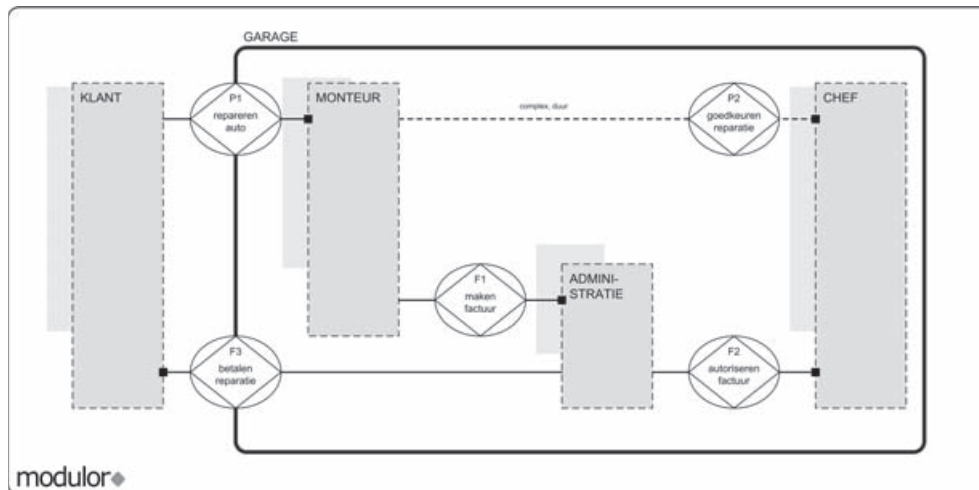 GARAGE
KLANT
P1
repareren
auto
MONTEUR
complex, duur
P2
goedkeuren
reparatie
CHEF
F1
maken
factuur
ADMINI-
STRATIE
F3
betalen
reparatie
F2
autoriseren
factuur
modulor